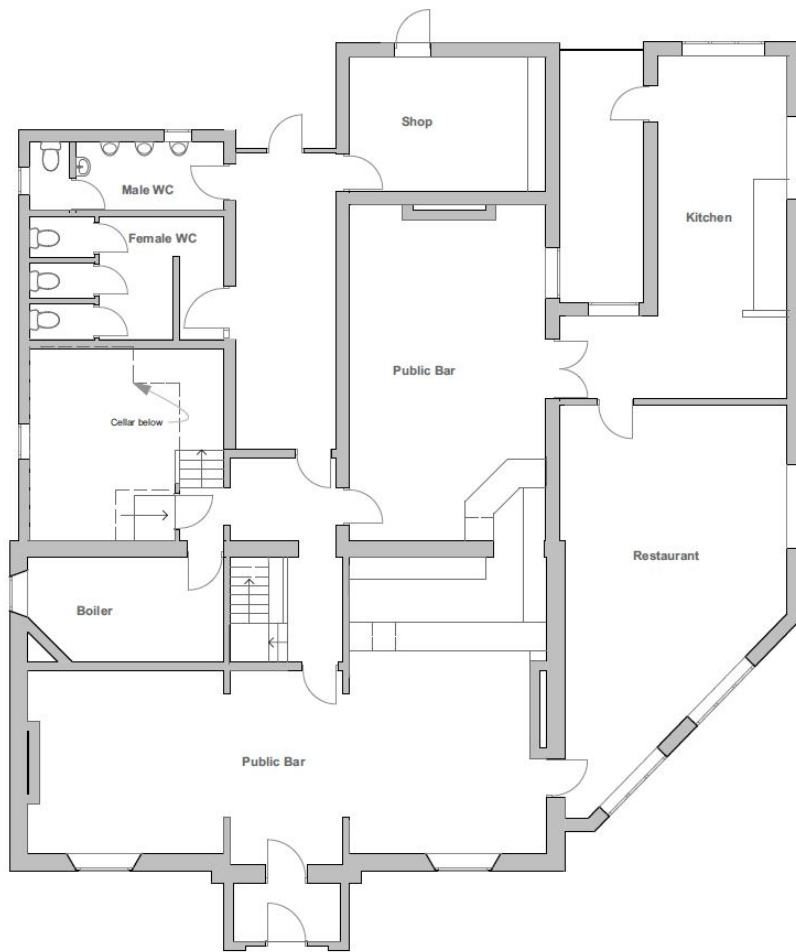 Shop
Male WC
Kitchen
Female WC
Public Bar
Cellar below
Restaurant
Boiler
Public Bar